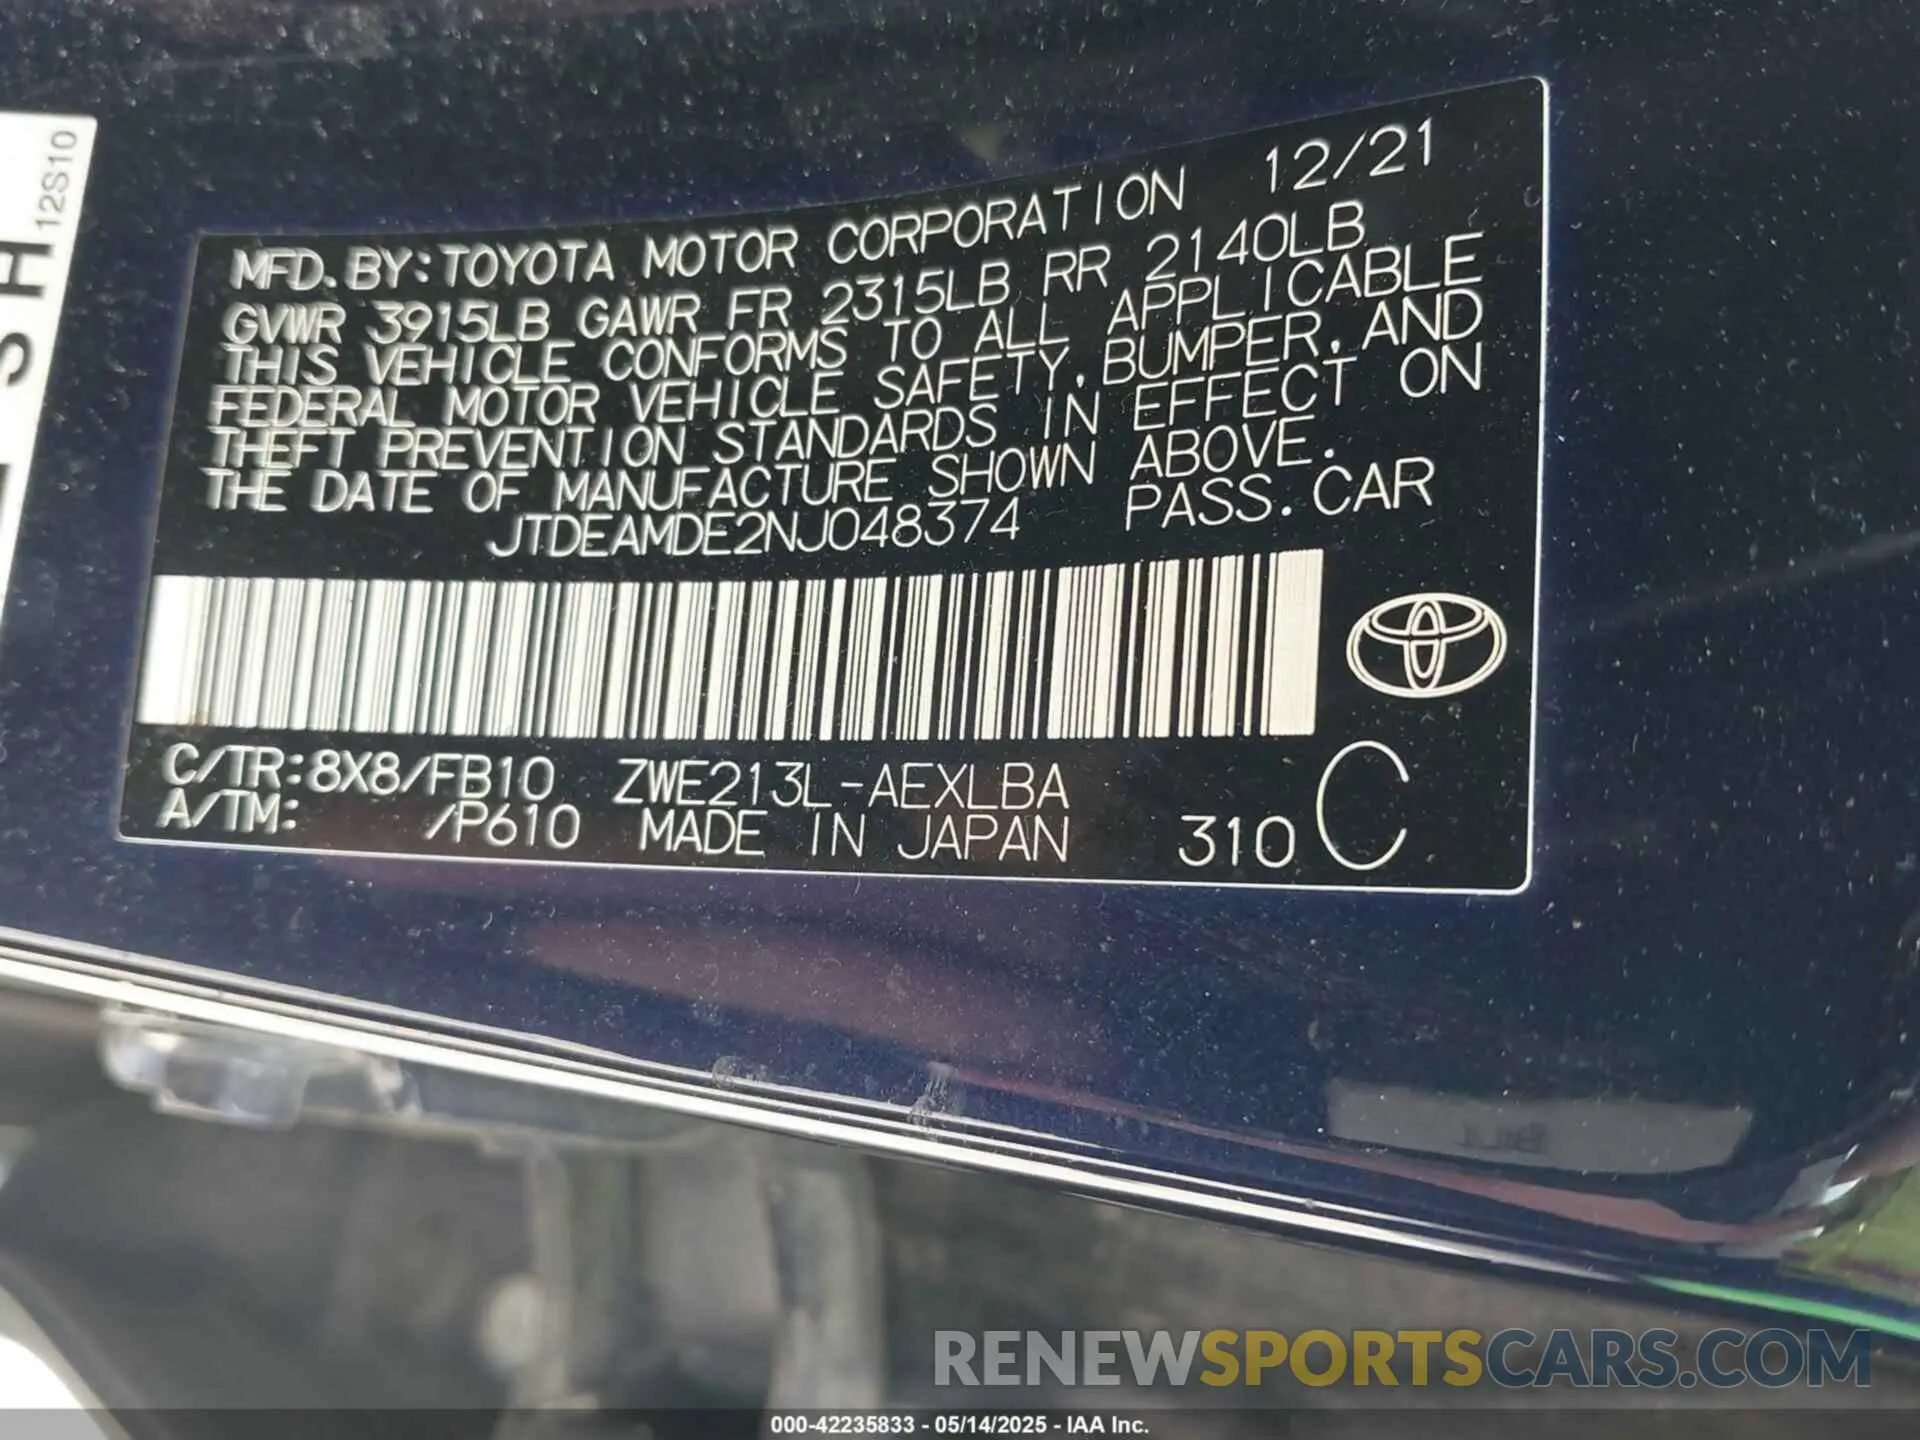 12S10
S H
MFD. BY: TOYOTA MOTOR CORPORATION 12/21
GVWR 3915LB GAWR FR 2315LB RR 2140LB
THIS VEHICLE CONFORMS TO ALL APPLICABLE
FEDERAL MOTOR VEHICLE SAFETY, BUMPER, AND
THEFT PREVENTION STANDARDS IN EFFECT ON
THE DATE OF MANUFACTURE SHOWN ABOVE.
JTDEAMDE2NJ048374 PASS. CAR
C/TR:8X8/FB10 ZWE213L-AEXLBA
A/TM: /P610 MADE IN JAPAN 310 C
RENEWSPORTSCARS.COM
000-42235833 - 05/14/2025 - IAA Inc.